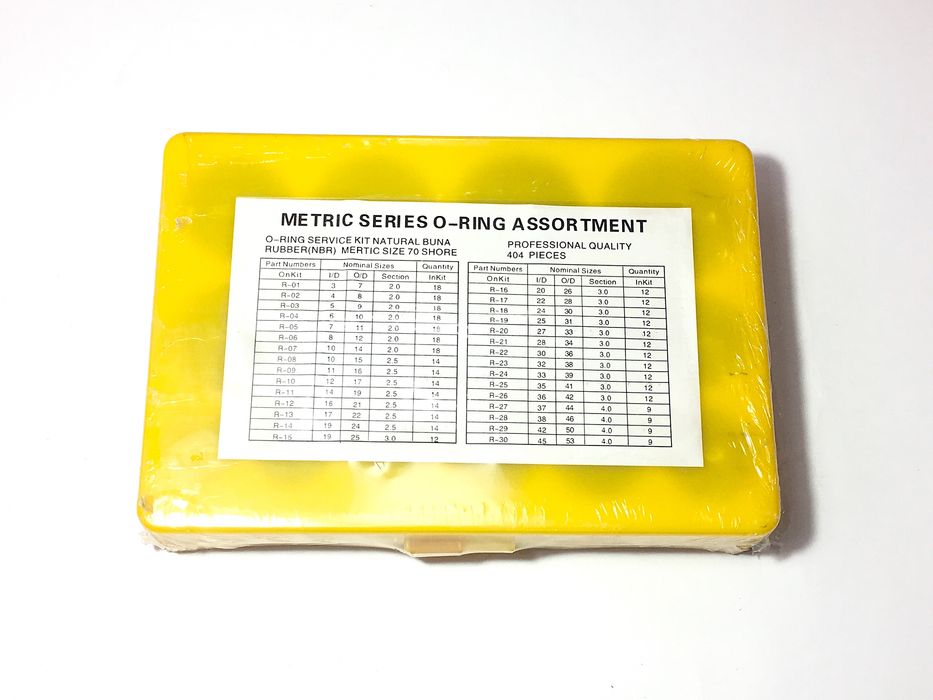 METRIC SERIES O-RING ASSORTMENT
O-RING SERVICE KIT NATURAL BUNA
RUBBER(NBR) MERTIC SIZE 70 SHORE
PROFESSIONAL QUALITY
404 PIECES
Part Numbers Nominal Sizes Quantity
OnKit I/D O/D Section InKit
R-01 3 7 2.0 18
R-02 4 8 2.0 18
R-03 5 9 2.0 18
R-04 6 10 2.0 18
R-05 7 11 2.0 18
R-06 8 12 2.0 18
R-07 10 14 2.0 18
R-08 10 15 2.5 14
R-09 11 16 2.5 14
R-10 12 17 2.5 14
R-11 14 19 2.5 14
R-12 16 21 2.5 14
R-13 17 22 2.5 14
R-14 19 24 2.5 14
R-15 19 25 3.0 12
Part Numbers Nominal Sizes Quantity
OnKit I/D O/D Section InKit
R-16 20 26 3.0 12
R-17 22 28 3.0 12
R-18 24 30 3.0 12
R-19 25 31 3.0 12
R-20 27 33 3.0 12
R-21 28 34 3.0 12
R-22 30 36 3.0 12
R-23 32 38 3.0 12
R-24 33 39 3.0 12
R-25 35 41 3.0 12
R-26 36 42 3.0 12
R-27 37 44 4.0 9
R-28 38 46 4.0 9
R-29 42 50 4.0 9
R-30 45 53 4.0 9